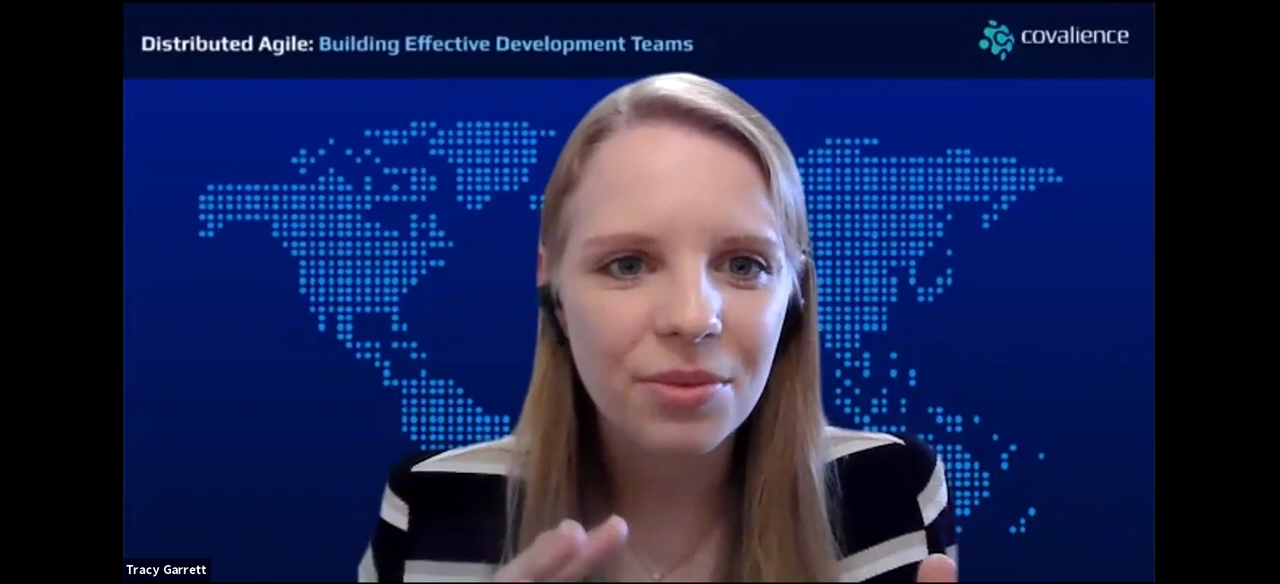 Distributed Agile: Building Effective Development Teams
covalience
Tracy Garrett